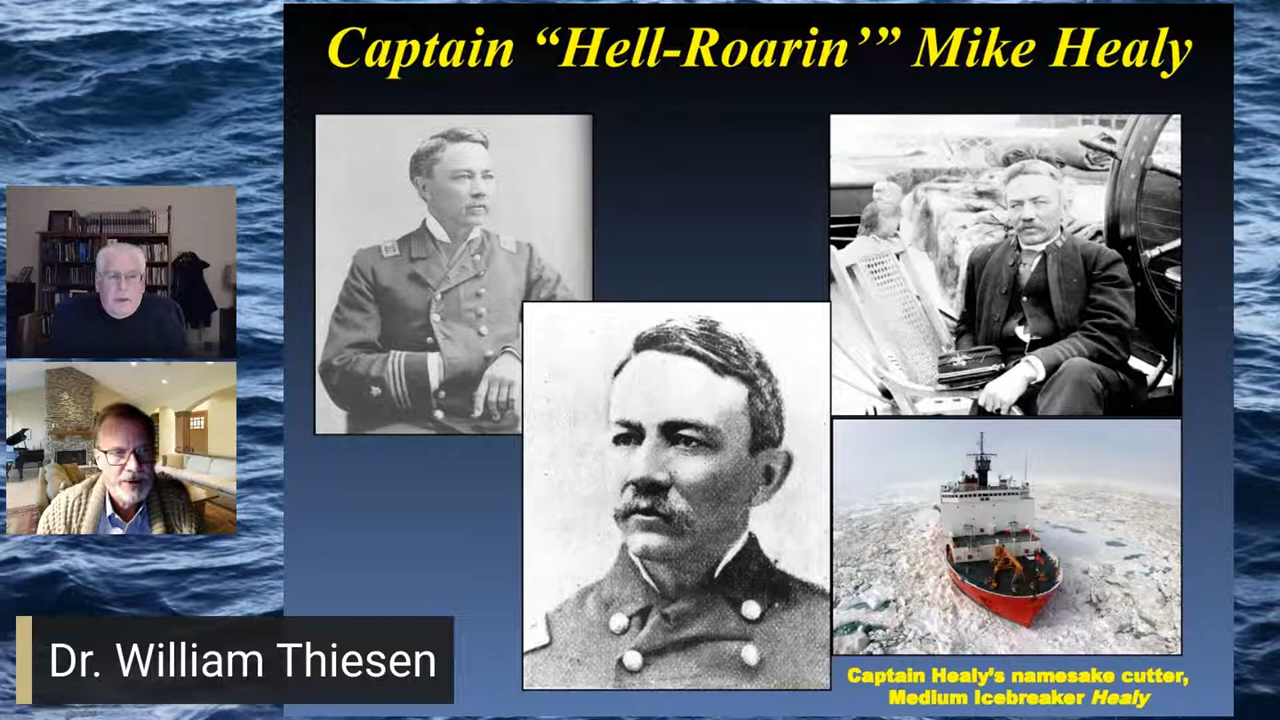 Captain “Hell-Roarin’” Mike Healy
Captain Healy's namesake cutter,
Medium Icebreaker Healy
Dr. William Thiesen